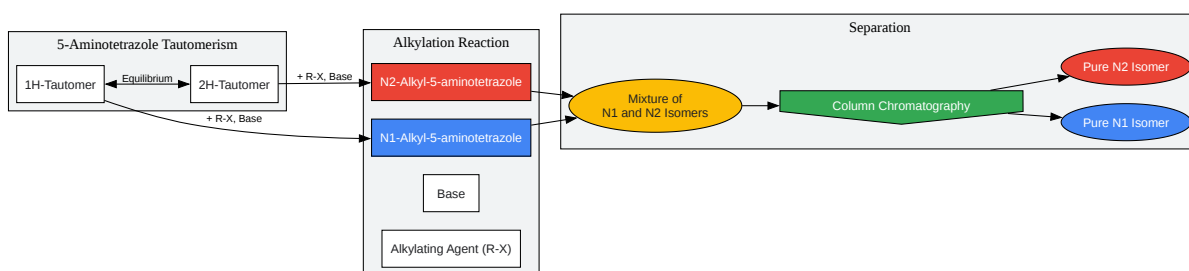 5-Aminotetrazole Tautomerism
1H-Tautomer
Equilibrium
2H-Tautomer
+ R-X, Base
+ R-X, Base
Alkylation Reaction
N2-Alkyl-5-aminotetrazole
N1-Alkyl-5-aminotetrazole
Base
Alkylating Agent (R-X)
Separation
Mixture of
N1 and N2 Isomers
Column Chromatography
Pure N2 Isomer
Pure N1 Isomer